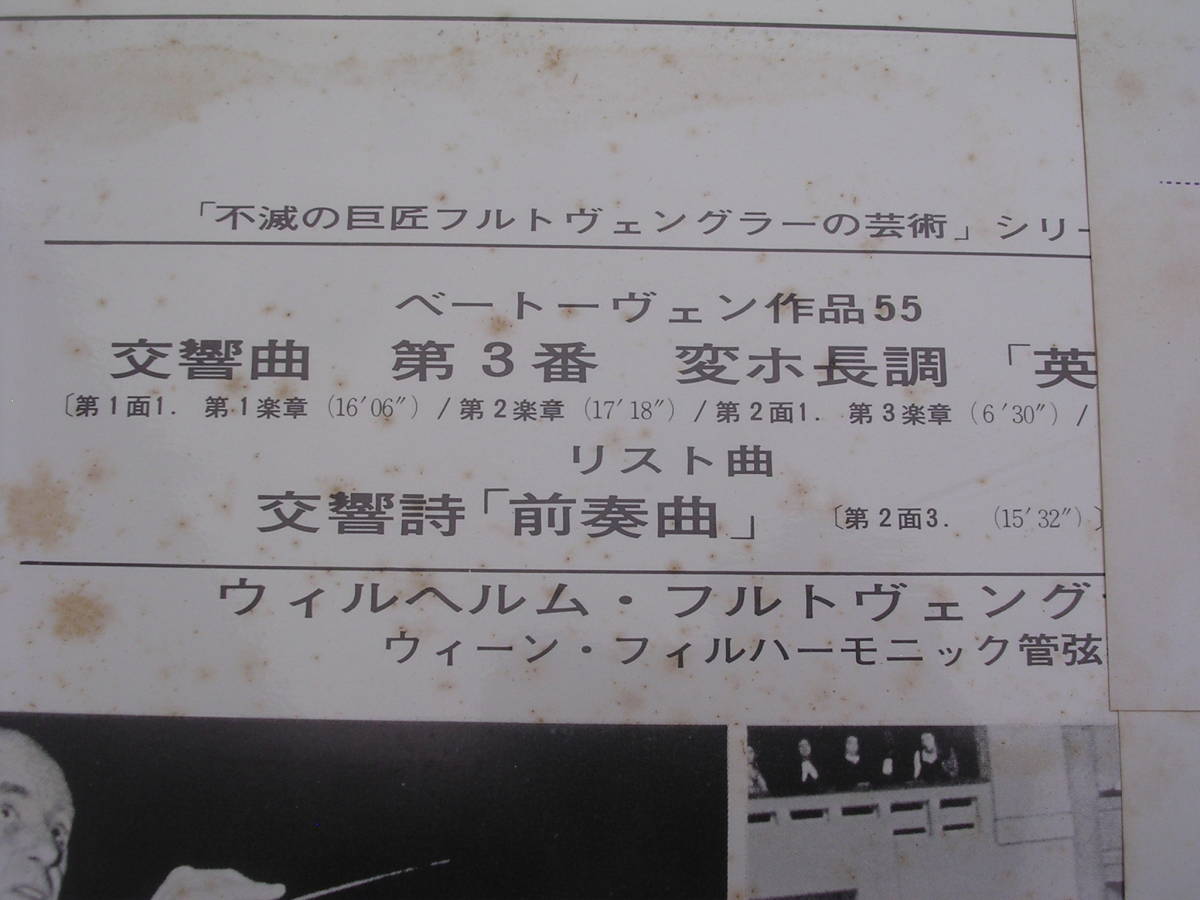 「不滅の巨匠フルトヴェングラーの芸術」シリー
ベートーヴェン作品55
交響曲　第3番　変ホ長調　「英
〔第1面1.　第1楽章（16′06″）/第2楽章（17′18″）/第2面1.　第3楽章（6′30″）/
リスト曲
交響詩「前奏曲」　〔第2面3.　（15′32″）〕
ウィルヘルム・フルトヴェング
ウィーン・フィルハーモニック管弦